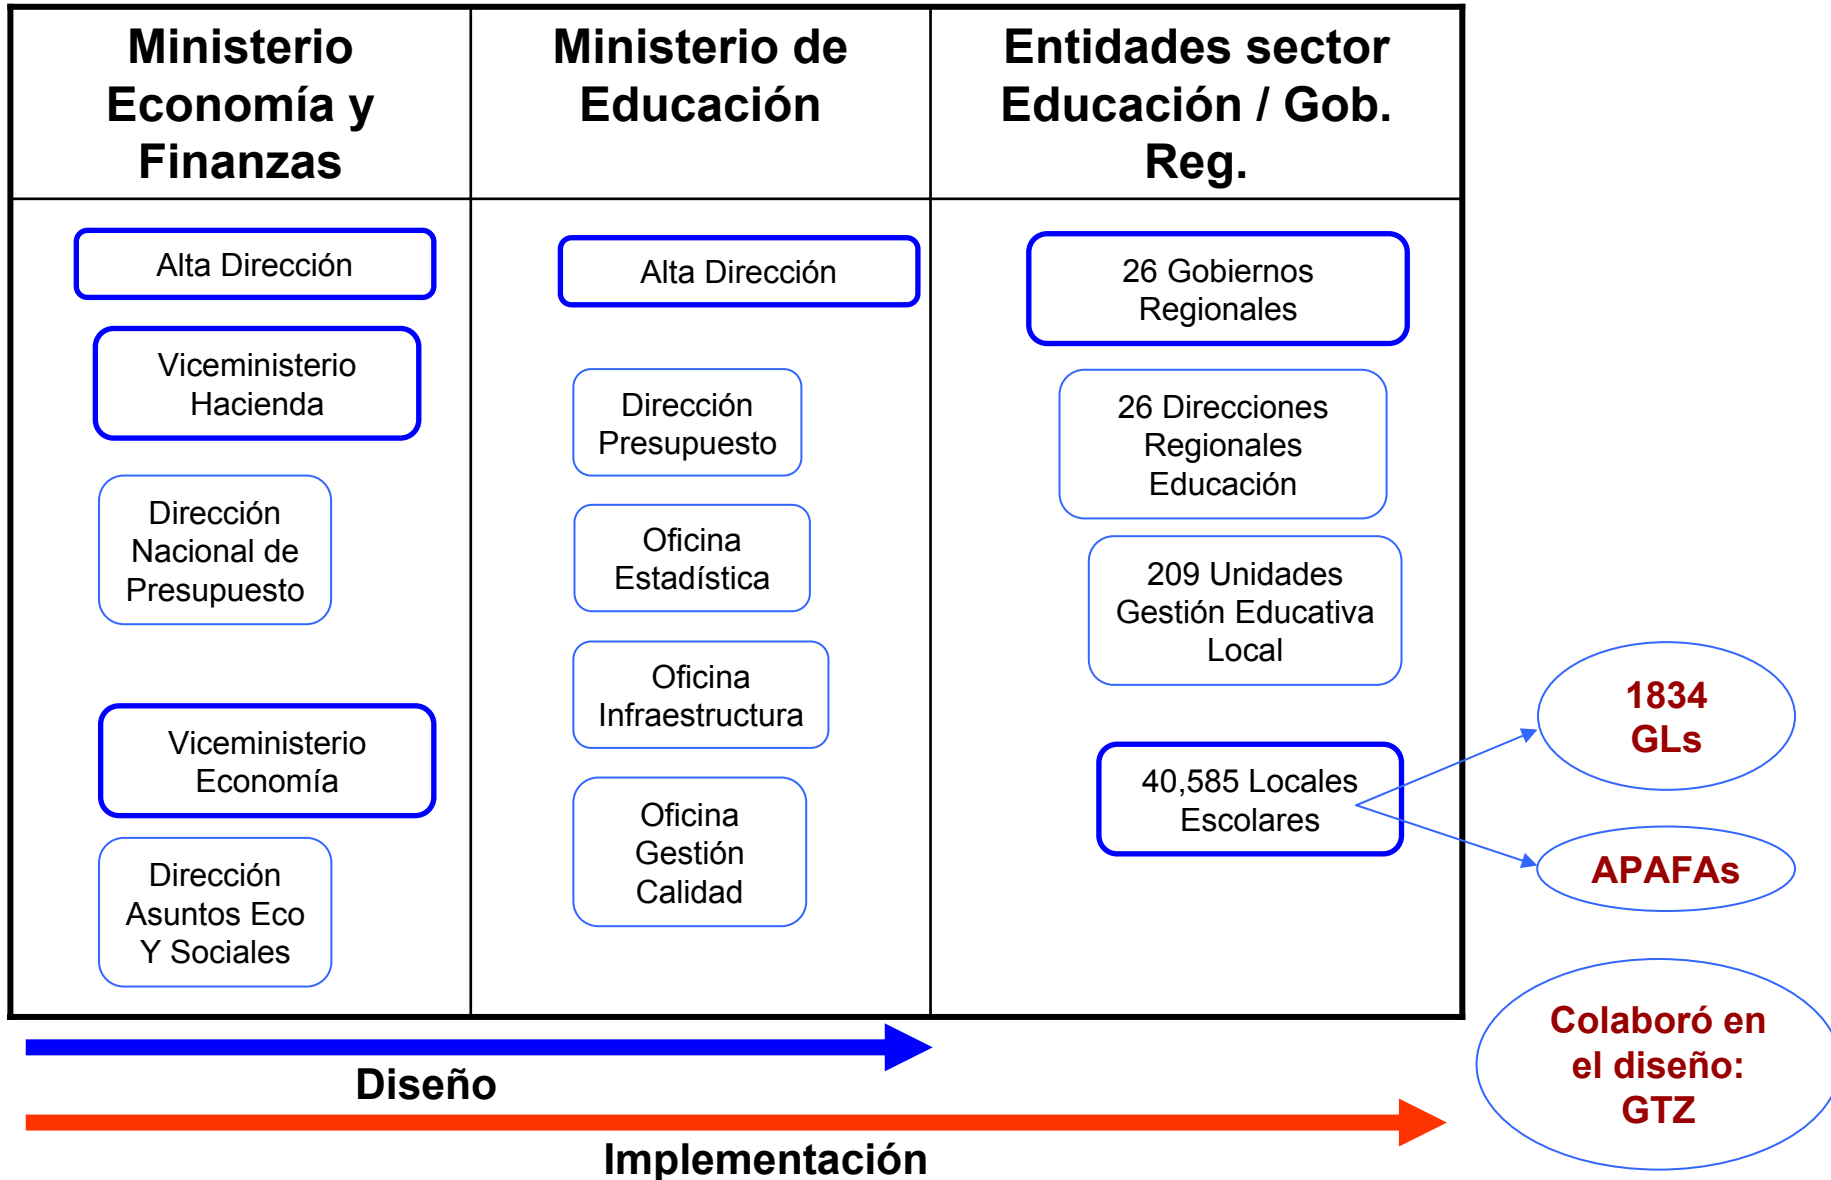 Ministerio
Economía y
Finanzas
Ministerio de
Educación
Entidades sector
Educación / Gob.
Reg.
Alta Dirección
Viceministerio
Hacienda
Dirección
Nacional de
Presupuesto
Viceministerio
Economía
Dirección
Asuntos Eco
Y Sociales
Alta Dirección
Dirección
Presupuesto
Oficina
Estadística
Oficina
Infraestructura
Oficina
Gestión
Calidad
26 Gobiernos
Regionales
26 Direcciones
Regionales
Educación
209 Unidades
Gestión Educativa
Local
40,585 Locales
Escolares
1834
GLs
APAFAs
Colaboró en
el diseño:
GTZ
Diseño
Implementación